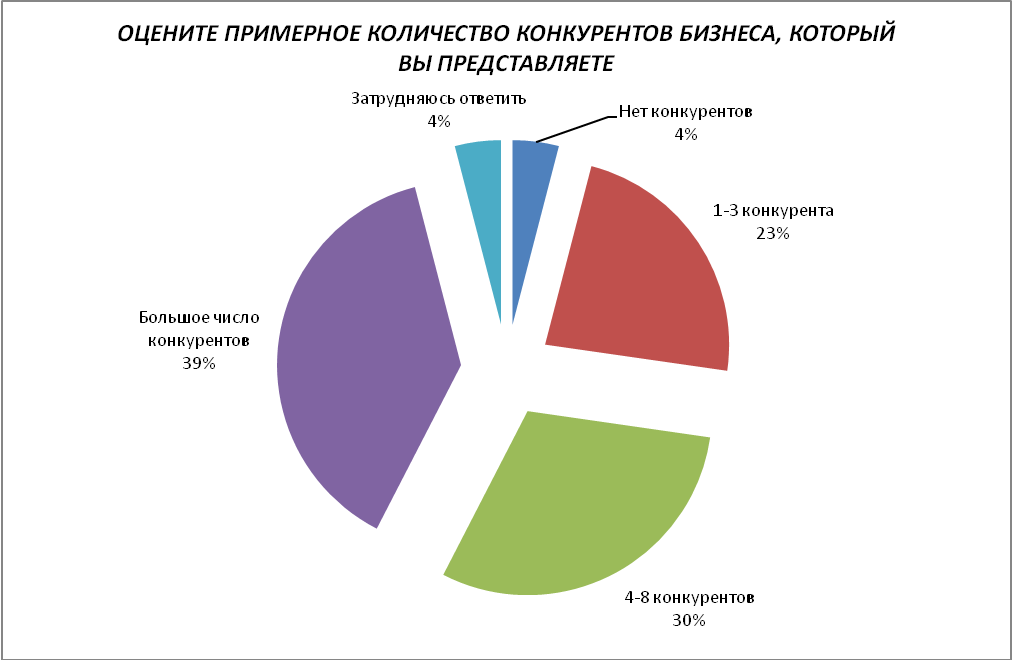 ОЦЕНИТЕ ПРИМЕРНОЕ КОЛИЧЕСТВО КОНКУРЕНТОВ БИЗНЕСА, КОТОРЫЙ
ВЫ ПРЕДСТАВЛЯЕТЕ
Затрудняюсь ответить
4%
Нет конкурентов
4%
1-3 конкурента
23%
Большое число
конкурентов
39%
4-8 конкурентов
30%